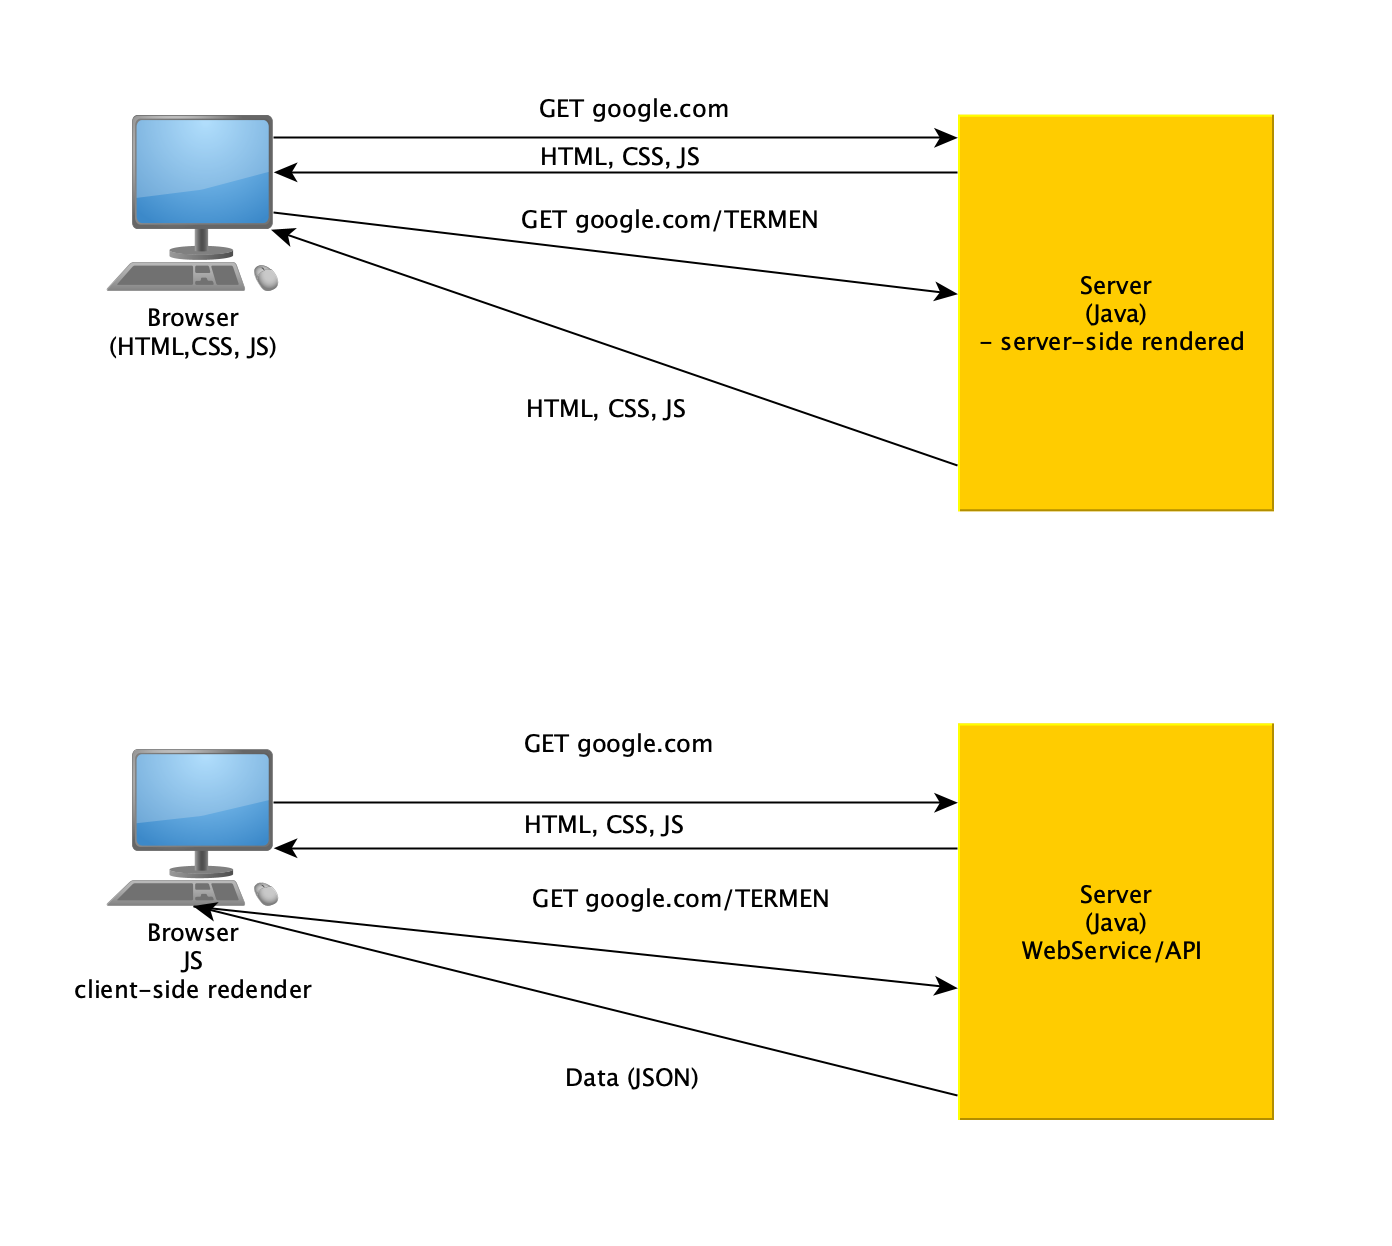 GET google.com
HTML, CSS, JS
GET google.com/TERMEN
Browser
(HTML,CSS, JS)
HTML, CSS, JS
Server
(Java)
- server-side rendered
GET google.com
HTML, CSS, JS
GET google.com/TERMEN
Browser
JS
client-side redender
Data (JSON)
Server
(Java)
WebService/API